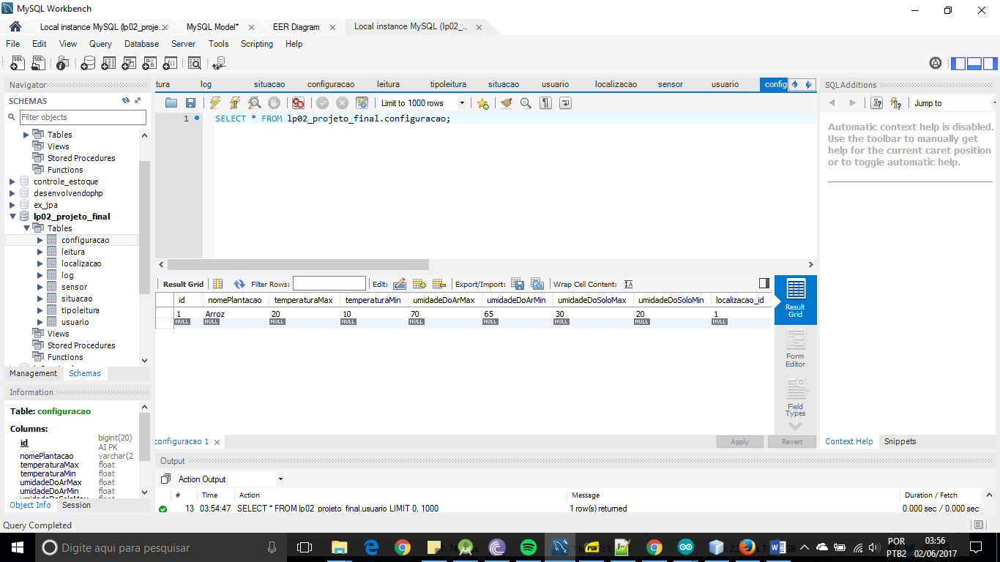 MySQL Workbench
Local instance MySQL (lp02_proje... MySQL Model* EER Diagram Local instance MySQL (lp02_...
File Edit View Query Database Server Tools Scripting Help
Navigator
SCHEMAS
Filter objects
Tables
Views
Stored Procedures
Functions
controle_estoque
desenvolvendophp
ex_jpa
lp02_projeto_final
Tables
configuracao
leitura
localizacao
log
sensor
situacao
tipoleitura
usuario
Views
Stored Procedures
Functions
Management Schemas
Information
Table: configuracao
Columns:
id bigint(20)
AI PK
nomePlantacao varchar(2
temperaturaMax float
temperaturaMin float
umidadeDoArMax float
umidadeDoArMin float
Object Info Session
Query Completed
tura log situacao configuracao leitura tipoleitura situacao usuario localizacao sensor usuario config
Limit to 1000 rows
1 SELECT * FROM lp02_projeto_final.configuracao;
Result Grid Filter Rows: Edit: Export/Import: Wrap Cell Content: IA
id nomePlantacao temperaturaMax temperaturaMin umidadeDoArMax umidadeDoArMin umidadeDoSoloMax umidadeDoSoloMin localizacao_id
1 Arroz 20 10 70 65 30 20 1
NULL NULL NULL NULL NULL NULL NULL NULL NULL
Result
Grid
Form
Editor
Field
Types
configuracao 1 Apply Revert
Output
Action Output
# Time Action Message Duration / Fetch
13 03:54:47 SELECT * FROM lp02_projeto_final.usuario LIMIT 0, 1000 1 row(s) returned 0.000 sec / 0.000 sec
SQLAdditions
Jump to
Automatic context help is disabled.
Use the toolbar to manually get
help for the current caret position
or to toggle automatic help.
Context Help Snippets
Digite aqui para pesquisar
POR
PTB2
03:56
02/06/2017